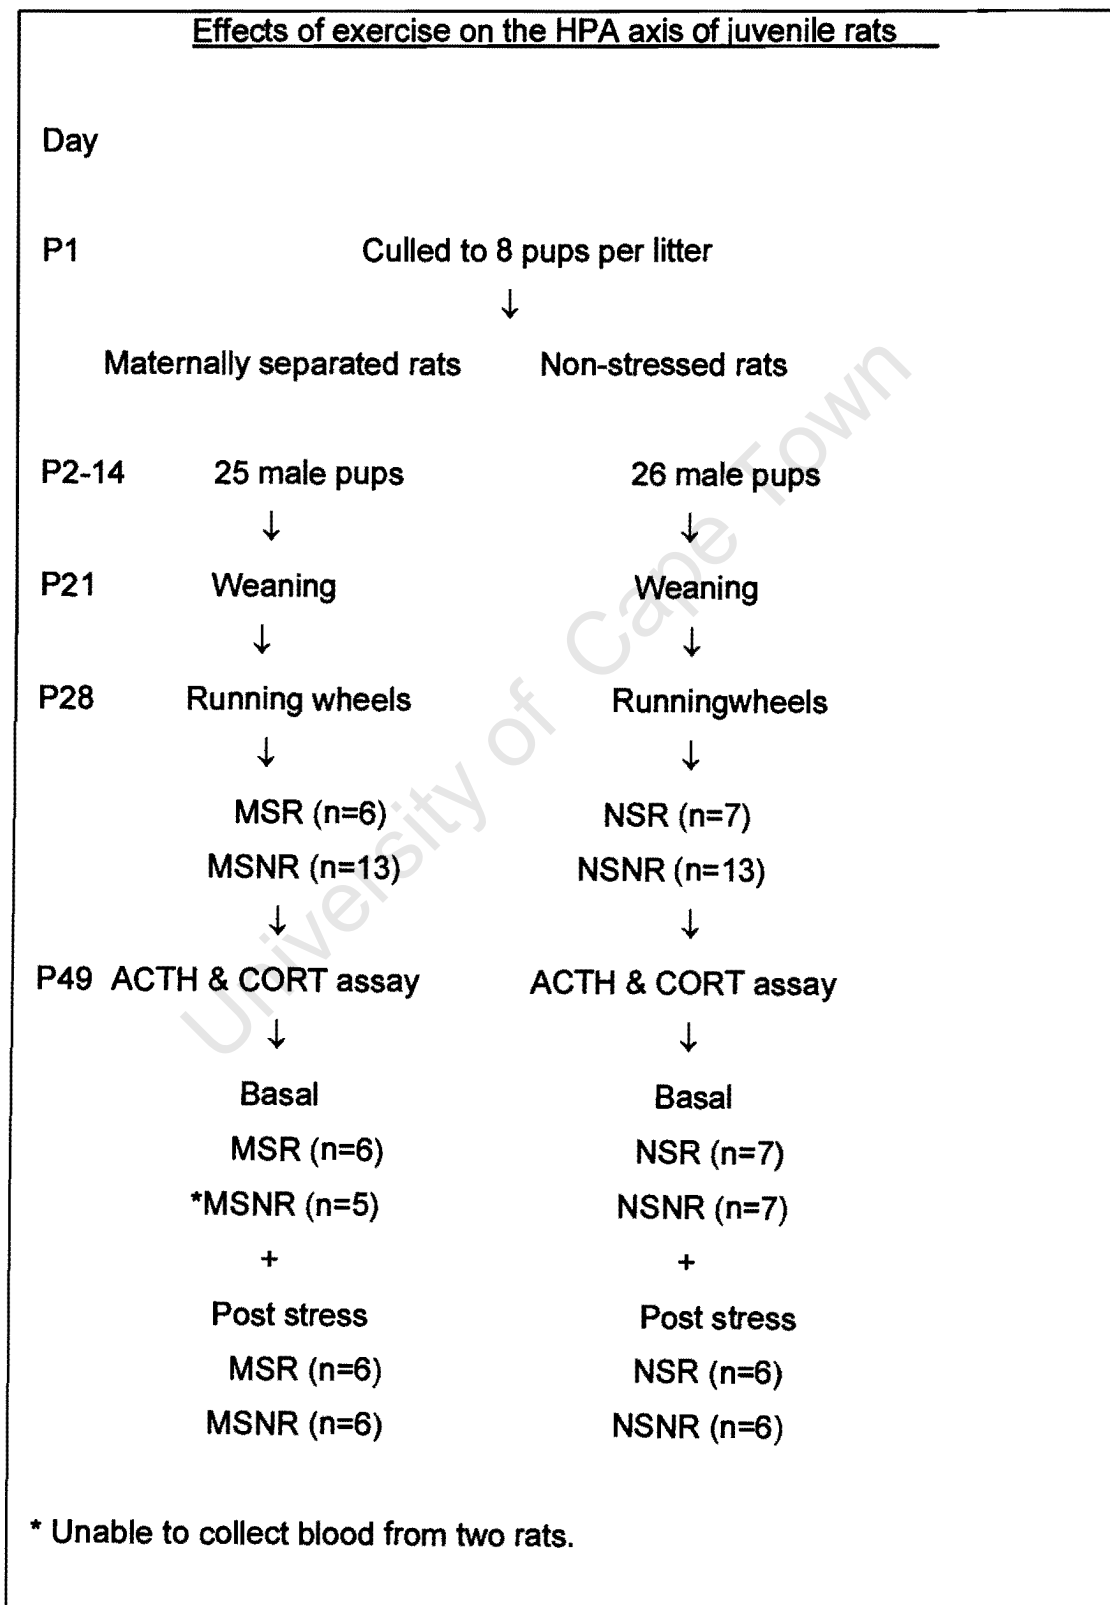 Effects of exercise on the HPA axis of juvenile rats
Day
P1 Culled to 8 pups per litter
↓
Maternally separated rats Non-stressed rats
P2-14 25 male pups 26 male pups
↓ ↓
P21 Weaning Weaning
↓ ↓
P28 Running wheels Runningwheels
↓ ↓
MSR (n=6) NSR (n=7)
MSNR (n=13) NSNR (n=13)
↓ ↓
P49 ACTH & CORT assay ACTH & CORT assay
↓ ↓
Basal Basal
MSR (n=6) NSR (n=7)
*MSNR (n=5) NSNR (n=7)
+ +
Post stress Post stress
MSR (n=6) NSR (n=6)
MSNR (n=6) NSNR (n=6)
* Unable to collect blood from two rats.
University of Cape Town